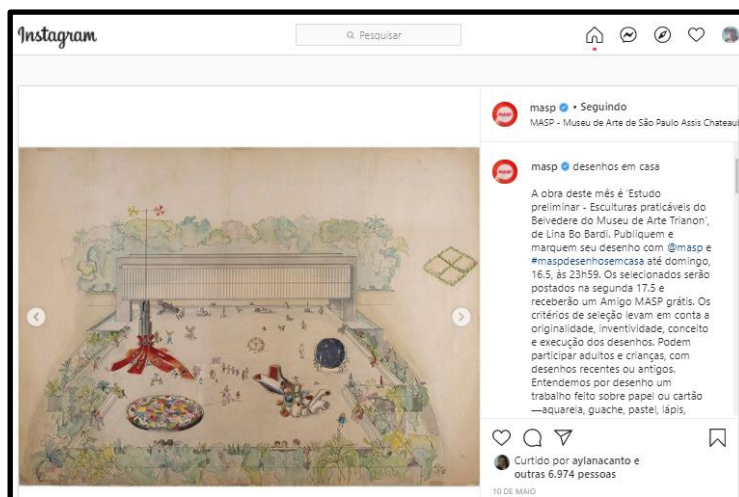 Instagram
Pesquisar
masp • Seguindo
MASP - Museu de Arte de São Paulo Assis Chateaub
masp desenhos em casa
A obra deste mês é 'Estudo
preliminar - Esculturas praticáveis do
Belvedere do Museu de Arte Trianon',
de Lina Bo Bardi. Publiquem e
marquem seu desenho com @masp e
#maspdesenhosemcasa até domingo,
16.5, às 23h59. Os selecionados serão
postados na segunda 17.5 e
receberão um Amigo MASP grátis. Os
critérios de seleção levam em conta a
originalidade, inventividade, conceito
e execução dos desenhos. Podem
participar adultos e crianças, com
desenhos recentes ou antigos.
Entendemos por desenho um
trabalho feito sobre papel ou cartão
—aquarela, guache, pastel, lápis,
Curtido por aylanacanto e
outras 6.974 pessoas
10 DE MAIO